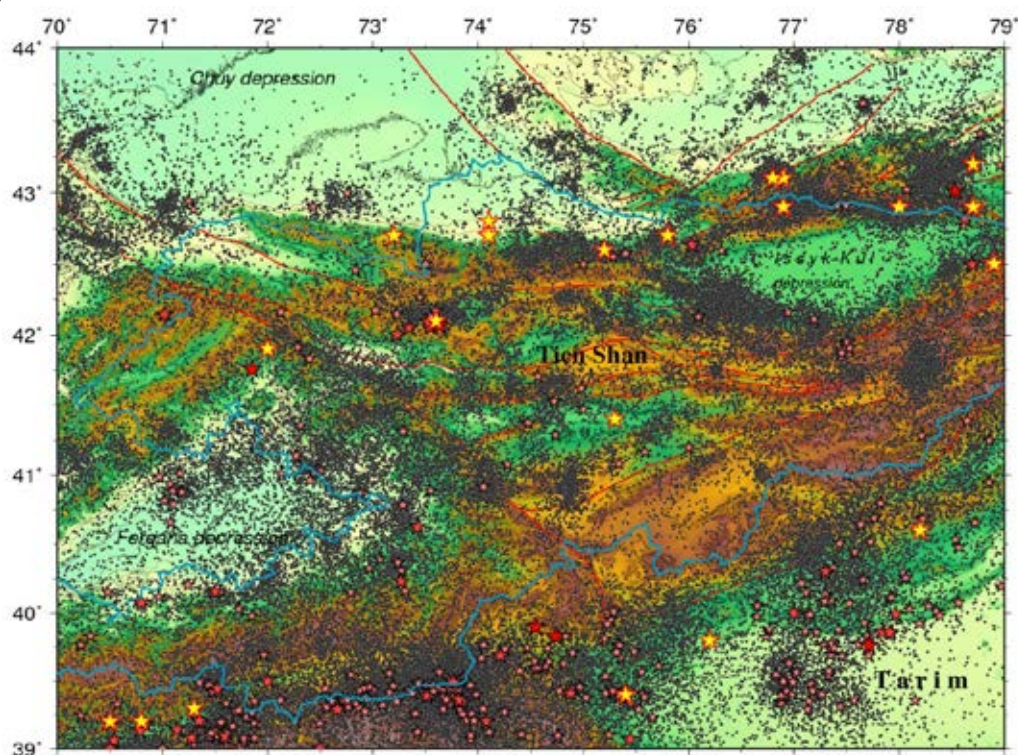 70° 71° 72° 73° 74° 75° 76° 77° 78° 79°
44°
Chuy depression
43°
Issyk-Kul
depression
42°
Tien Shan
41°
Fergana depression
40°
Tarim
39°